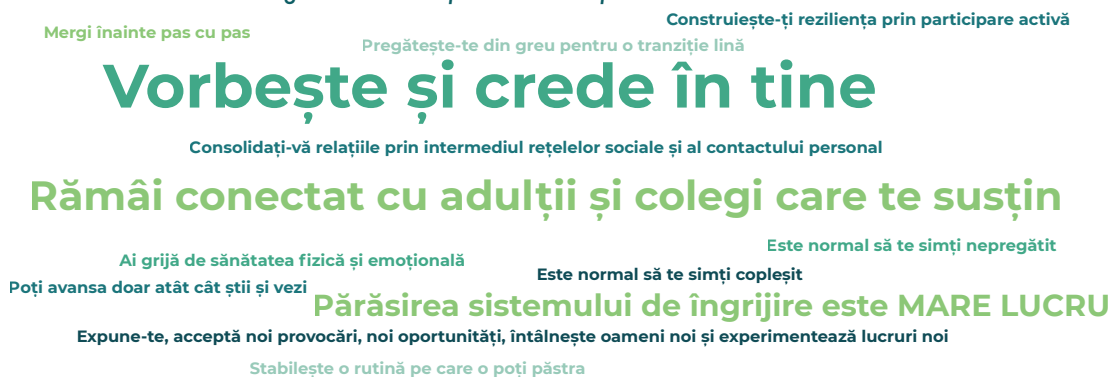 Construiește-ți reziliența prin participare activă
Mergi înainte pas cu pas
Pregătește-te din greu pentru o tranziție lină
Vorbește și crede în tine
Consolidați-vă relațiile prin intermediul rețelelor sociale și al contactului personal
Rămâi conectat cu adulții și colegi care te susțin
Este normal să te simți nepregătit
Ai grijă de sănătatea fizică și emoțională
Este normal să te simți copleșit
Poți avansa doar atât cât știi și vezi
Părăsirea sistemului de îngrijire este MARE LUCRU
Expune-te, acceptă noi provocări, noi oportunități, întâlnește oameni noi și experimentează lucruri noi
Stabilește o rutină pe care o poți păstra